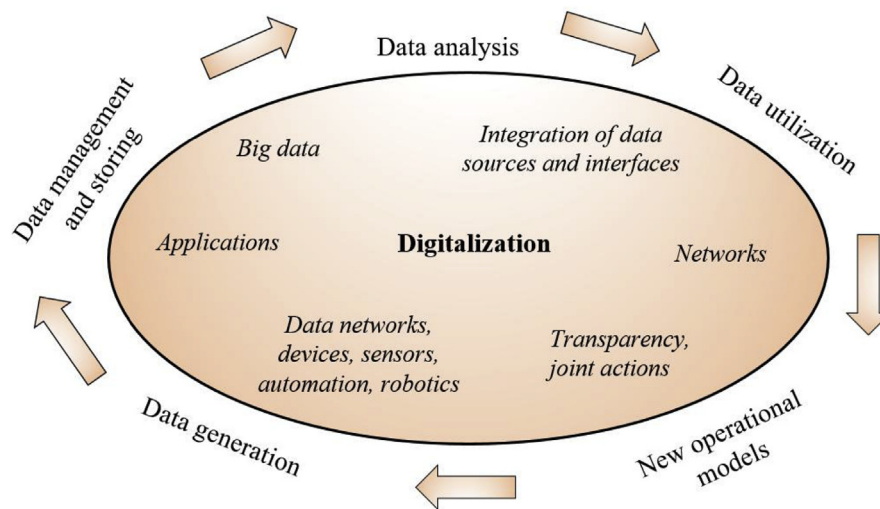 Data analysis
Data management
and storing
Data utilization
Big data
Integration of data
sources and interfaces
Applications
Digitalization
Networks
Data networks,
devices, sensors,
automation, robotics
Transparency,
joint actions
Data generation
New operational
models